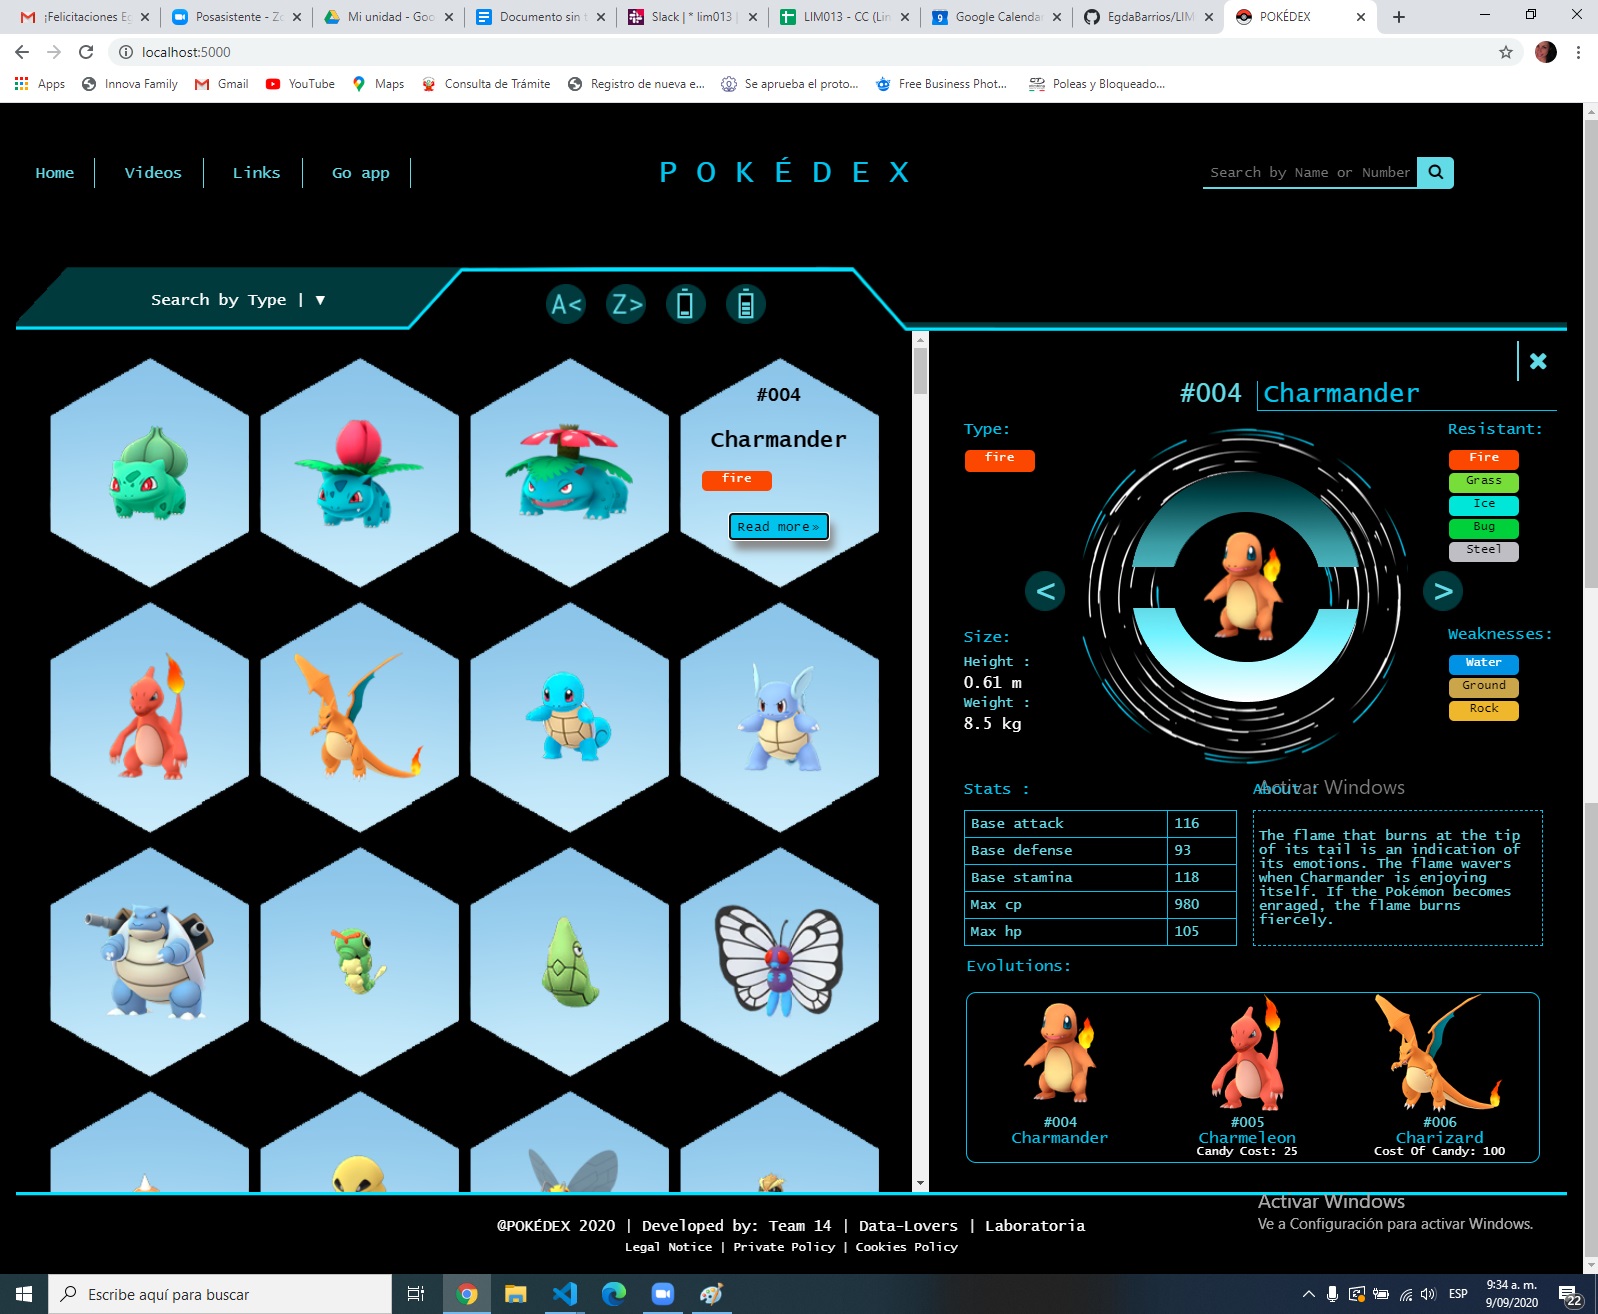 ¡Felicitaciones Eg
Posasistente - Zo
Mi unidad - Goo
Documento sin t
Slack | * lim013 |
LIM013 - CC (Lin
Google Calendar
EgdaBarrios/LIM
POKÉDEX
localhost:5000
Apps
Innova Family
Gmail
YouTube
Maps
Consulta de Trámite
Registro de nueva e...
Se aprueba el proto...
Free Business Phot...
Poleas y Bloqueado...
Home
Videos
Links
Go app
POKÉDEX
Search by Name or Number
Search by Type | ▼
A<
Z>
#004
Charmander
fire
Read more»
#004
Charmander
Type:
fire
Resistant:
Fire
Grass
Ice
Bug
Steel
<
>
Size:
Height :
0.61 m
Weight :
8.5 kg
Weaknesses:
Water
Ground
Rock
Stats :
Base attack 116
Base defense 93
Base stamina 118
Max cp 980
Max hp 105
About :
Activar Windows
The flame that burns at the tip
of its tail is an indication of
its emotions. The flame wavers
when Charmander is enjoying
itself. If the Pokémon becomes
enraged, the flame burns
fiercely.
Evolutions:
#004
Charmander
#005
Charmeleon
Candy Cost: 25
#006
Charizard
Cost Of Candy: 100
Activar Windows
Ve a Configuración para activar Windows.
@POKÉDEX 2020 | Developed by: Team 14 | Data-Lovers | Laboratoria
Legal Notice | Private Policy | Cookies Policy
Escribe aquí para buscar
ESP
9:34 a. m.
9/09/2020
22